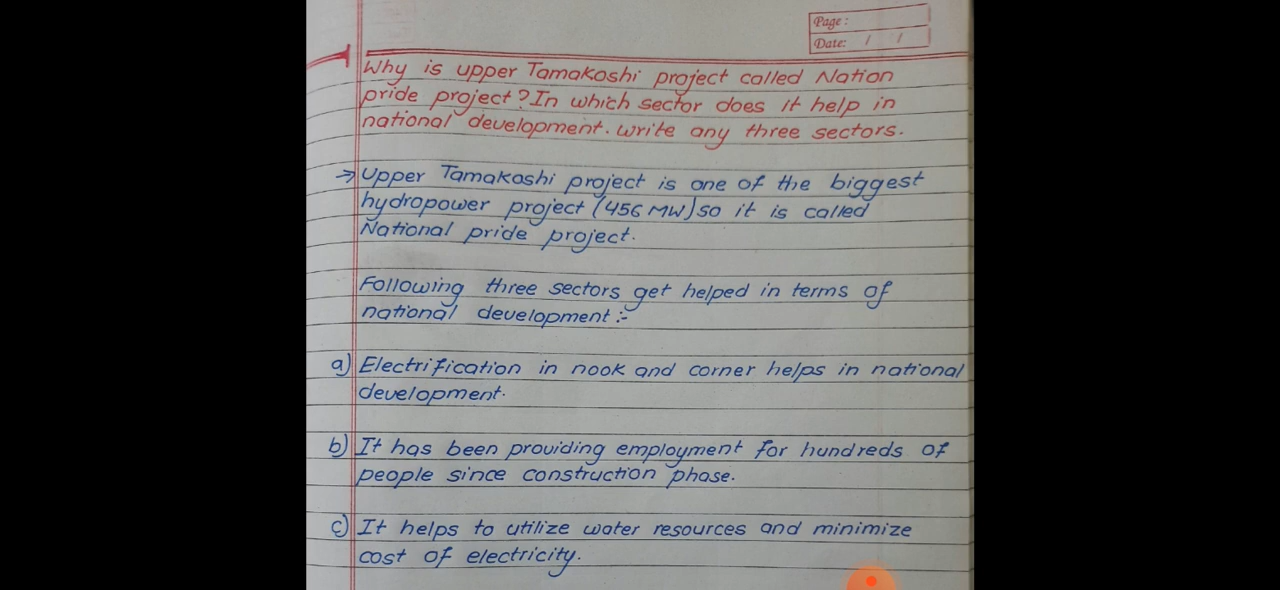 Page:
Date: / /
Why is upper Tamakoshi project called Nation
pride project? In which sector does it help in
national development. write any three sectors.
→ Upper Tamakoshi project is one of the biggest
hydropower project (456 MW) so it is called
National pride project.
Following three sectors get helped in terms of
national development :-
a) Electrification in nook and corner helps in national
development.
b) It has been providing employment for hundreds of
people since construction phase.
c) It helps to utilize water resources and minimize
cost of electricity.